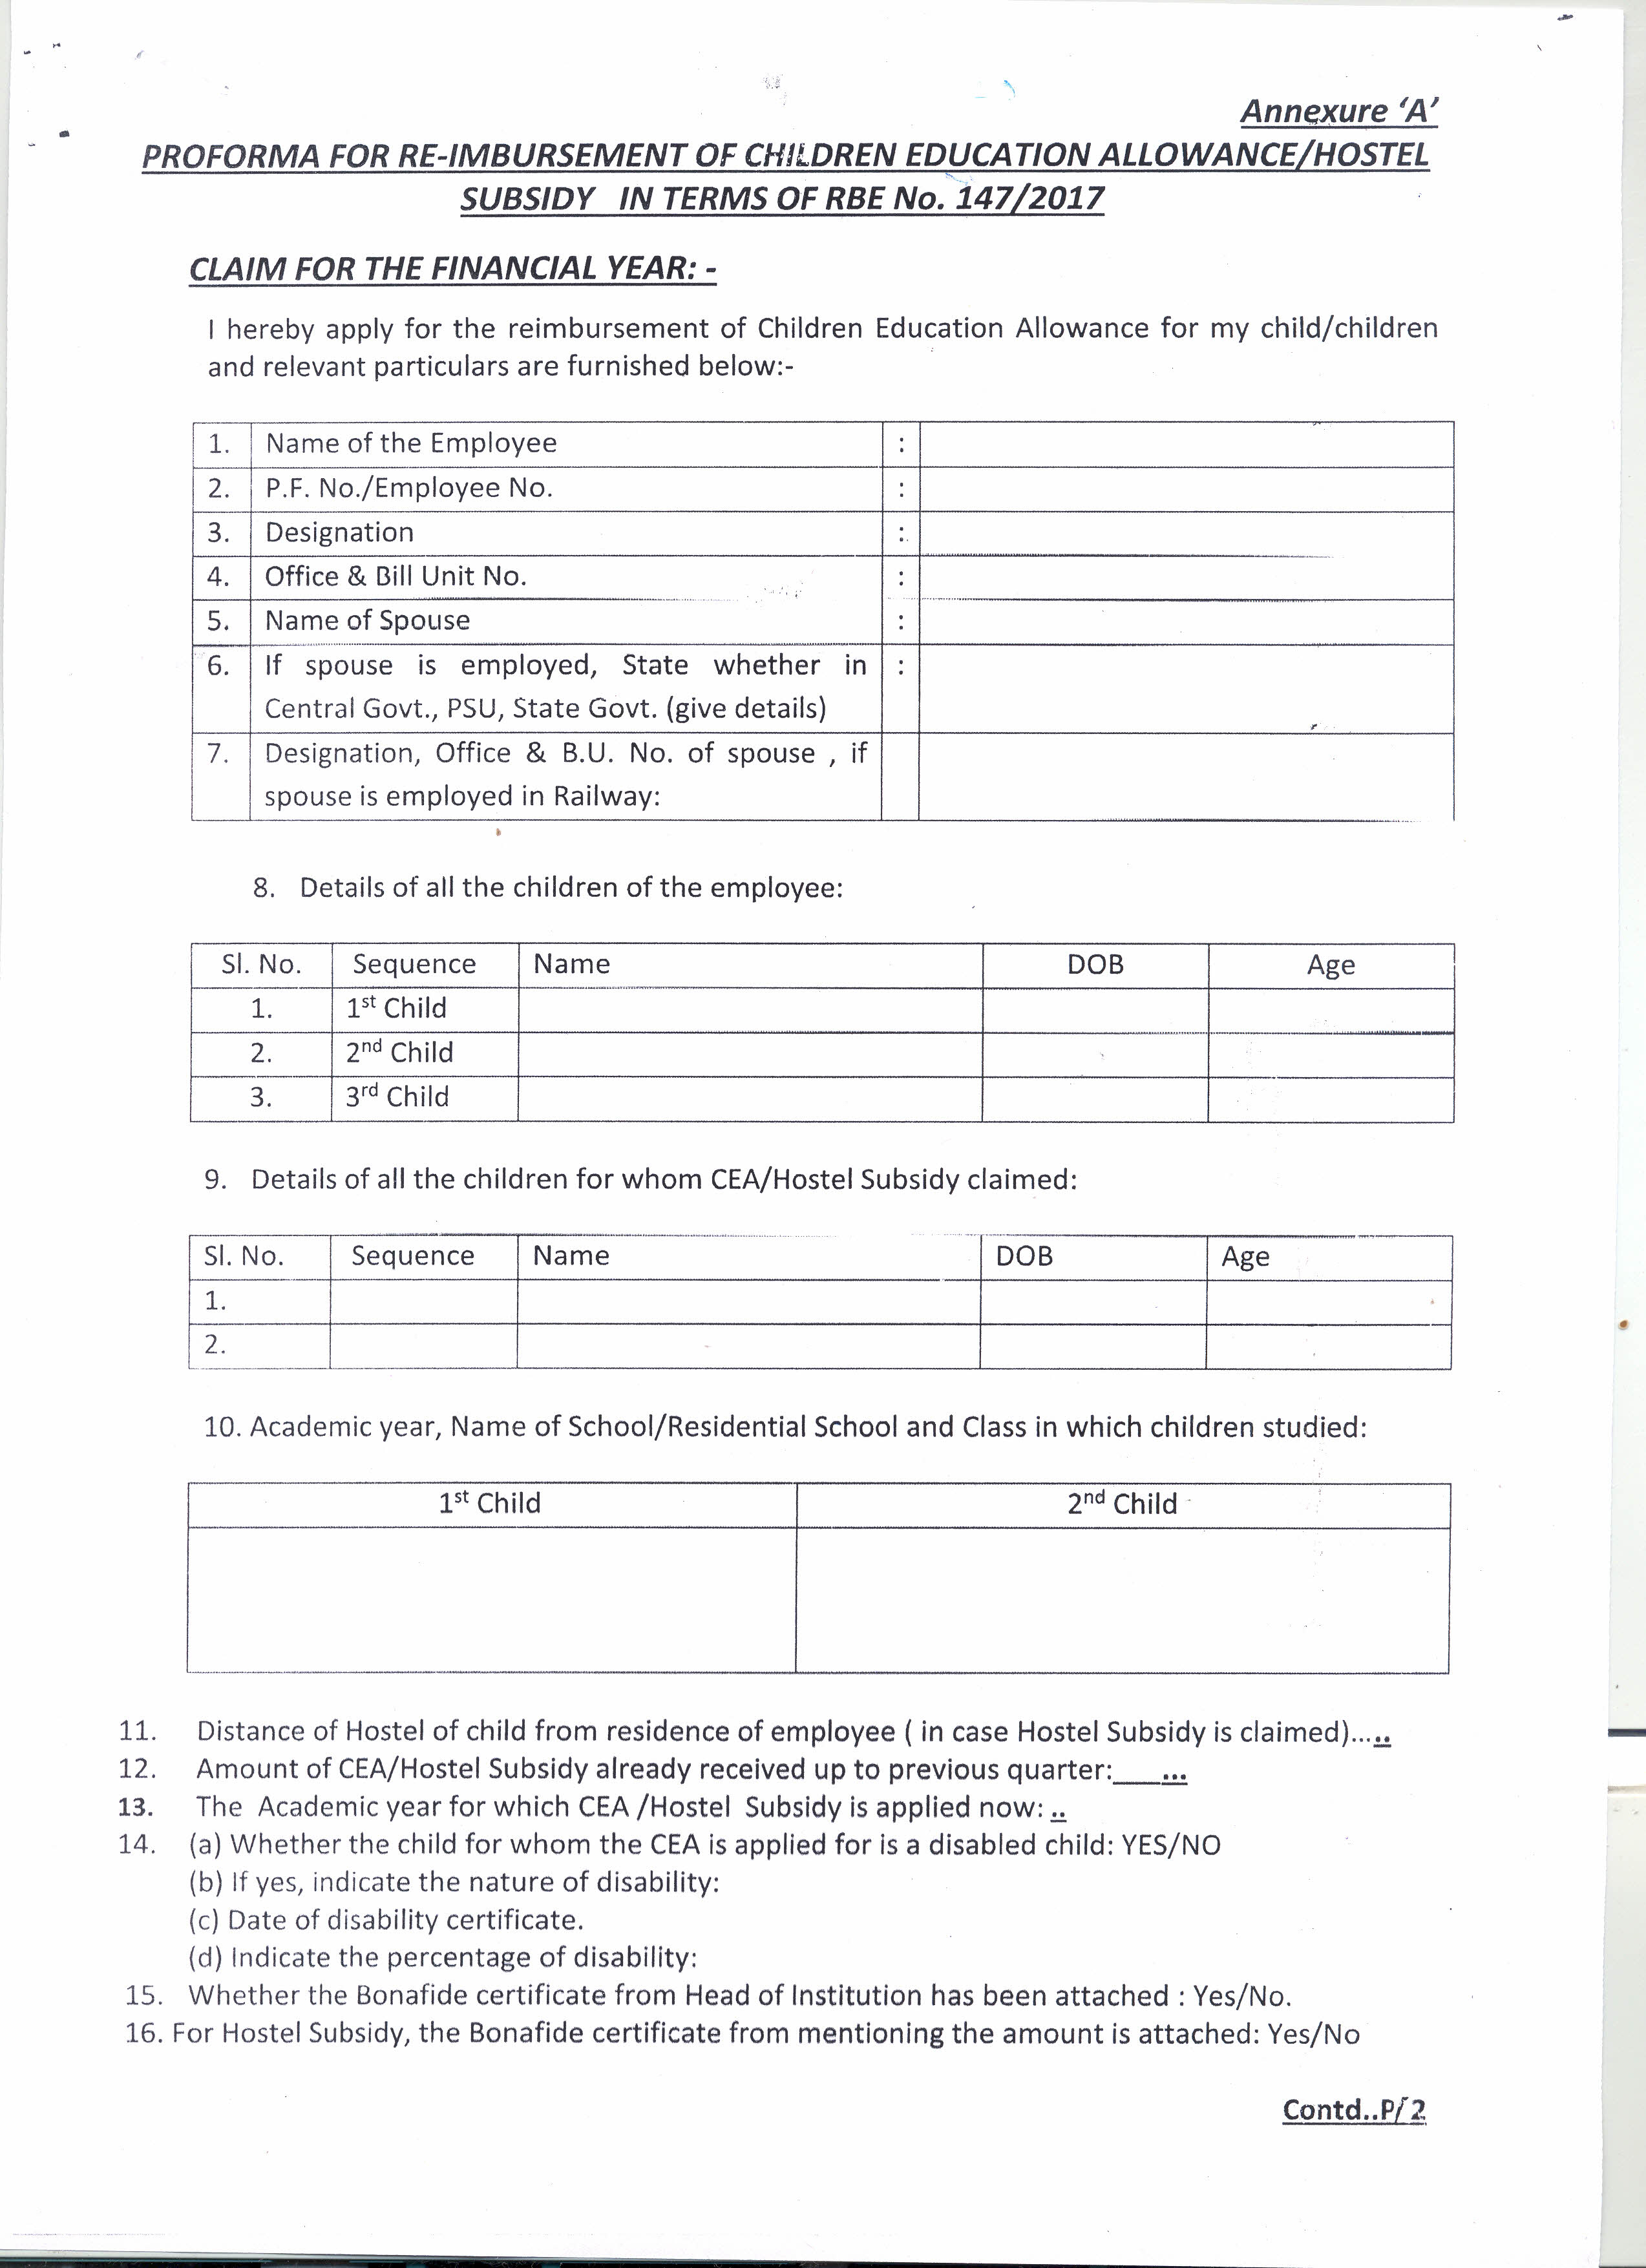 Annexure ‘A’
PROFORMA FOR RE-IMBURSEMENT OF CHILDREN EDUCATION ALLOWANCE/HOSTEL
SUBSIDY IN TERMS OF RBE No. 147/2017
CLAIM FOR THE FINANCIAL YEAR: -
I hereby apply for the reimbursement of Children Education Allowance for my child/children
and relevant particulars are furnished below:-
1. Name of the Employee :
2. P.F. No./Employee No. :
3. Designation :
4. Office & Bill Unit No. :
5. Name of Spouse :
6. If spouse is employed, State whether in :
Central Govt., PSU, State Govt. (give details)
7. Designation, Office & B.U. No. of spouse , if
spouse is employed in Railway:
8. Details of all the children of the employee:
Sl. No. Sequence Name DOB Age
1. 1st Child
2. 2nd Child
3. 3rd Child
9. Details of all the children for whom CEA/Hostel Subsidy claimed:
Sl. No. Sequence Name DOB Age
1.
2.
10. Academic year, Name of School/Residential School and Class in which children studied:
1st Child 2nd Child
11. Distance of Hostel of child from residence of employee ( in case Hostel Subsidy is claimed).....
12. Amount of CEA/Hostel Subsidy already received up to previous quarter:___ ...
13. The Academic year for which CEA /Hostel Subsidy is applied now: ..
14. (a) Whether the child for whom the CEA is applied for is a disabled child: YES/NO
(b) If yes, indicate the nature of disability:
(c) Date of disability certificate.
(d) Indicate the percentage of disability:
15. Whether the Bonafide certificate from Head of Institution has been attached : Yes/No.
16. For Hostel Subsidy, the Bonafide certificate from mentioning the amount is attached: Yes/No
Contd..P/2